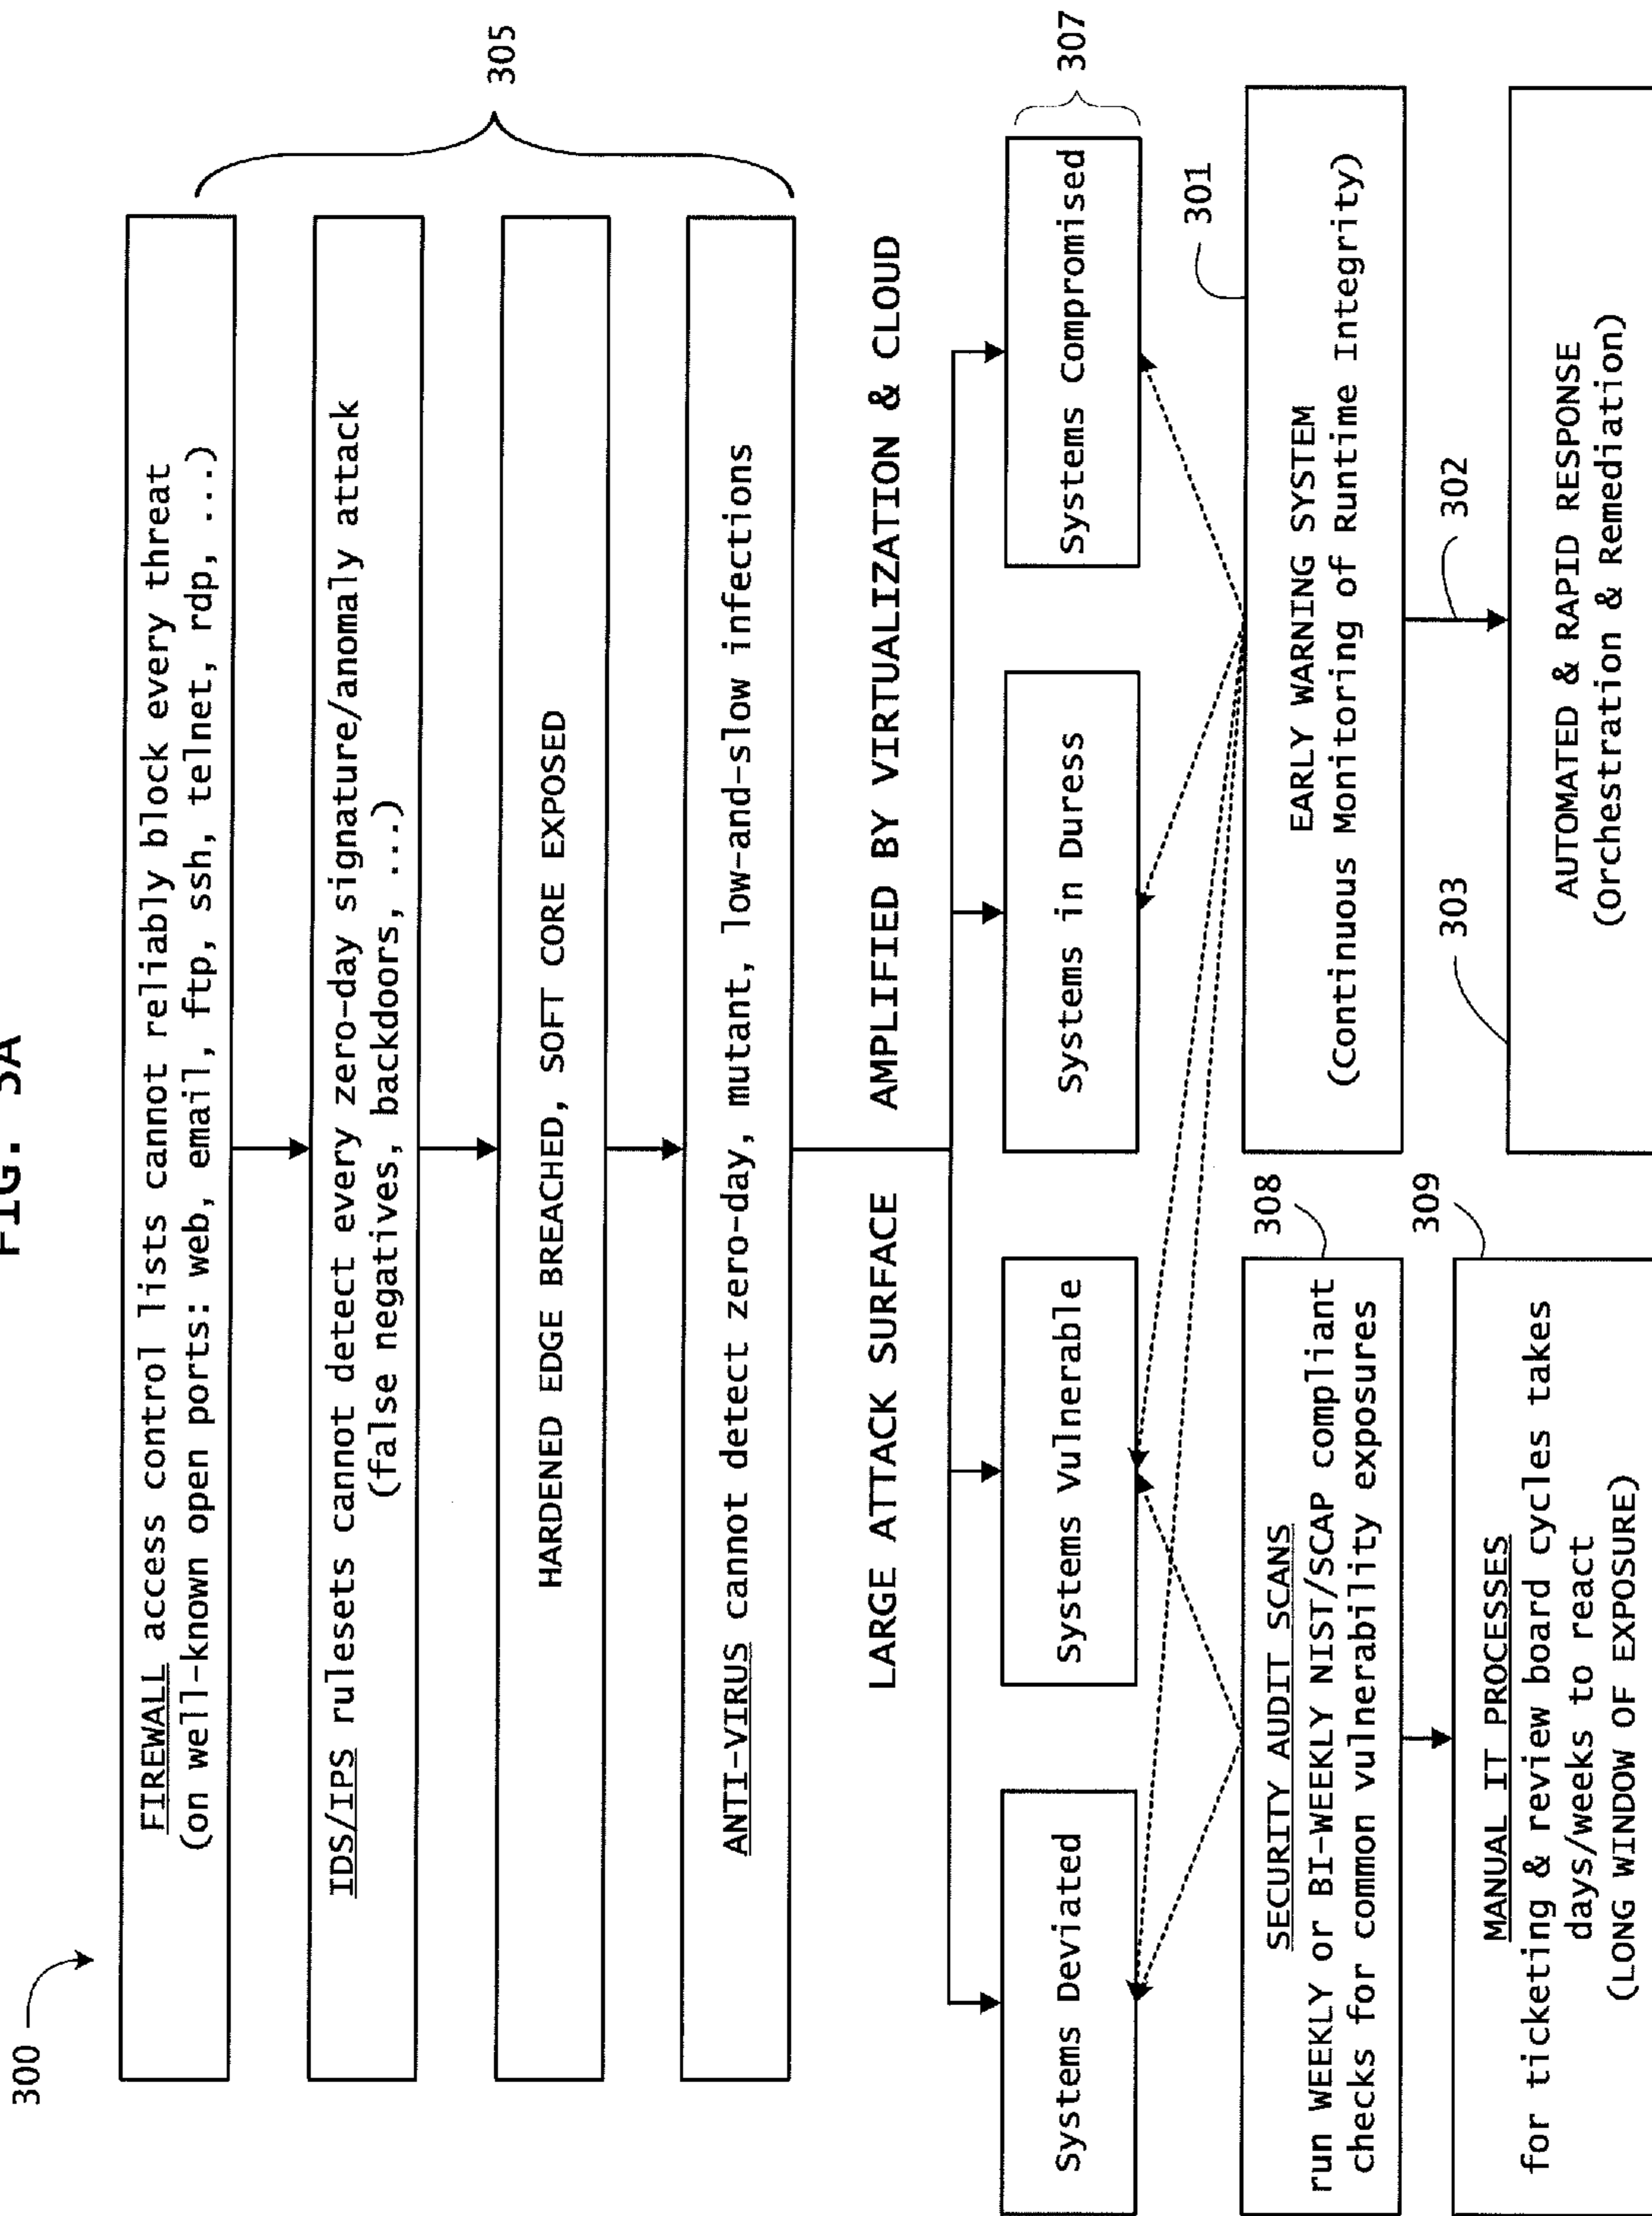 FIG. 3A
300
FIREWALL access control lists cannot reliably block every threat
(on well-known open ports: web, email, ftp, ssh, telnet, rdp, ...)
IDS/IPS rulesets cannot detect every zero-day signature/anomaly attack
(false negatives, backdoors, ...)
HARDENED EDGE BREACHED, SOFT CORE EXPOSED
ANTI-VIRUS cannot detect zero-day, mutant, low-and-slow infections
305
LARGE ATTACK SURFACE AMPLIFIED BY VIRTUALIZATION & CLOUD
Systems Deviated
Systems Vulnerable
Systems in Duress
Systems Compromised
307
SECURITY AUDIT SCANS
run WEEKLY or BI-WEEKLY NIST/SCAP compliant
checks for common vulnerability exposures
308
EARLY WARNING SYSTEM
(Continuous Monitoring of Runtime Integrity)
301
302
MANUAL IT PROCESSES
for ticketing & review board cycles takes
days/weeks to react
(LONG WINDOW OF EXPOSURE)
309
303
AUTOMATED & RAPID RESPONSE
(Orchestration & Remediation)